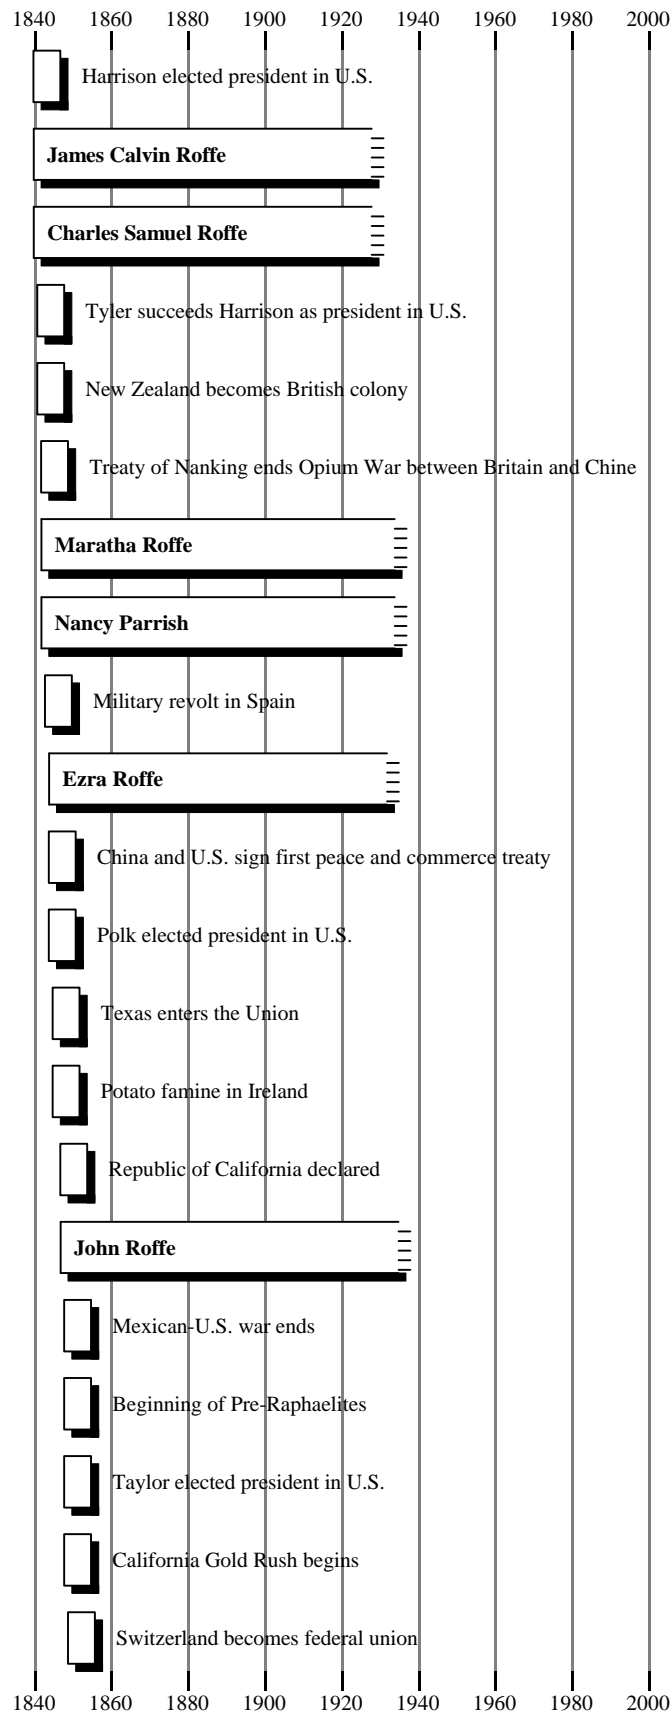 1840 1860 1880 1900 1920 1940 1960 1980 2000
Harrison elected president in U.S.
James Calvin Roffe
Charles Samuel Roffe
Tyler succeeds Harrison as president in U.S.
New Zealand becomes British colony
Treaty of Nanking ends Opium War between Britain and Chine
Maratha Roffe
Nancy Parrish
Military revolt in Spain
Ezra Roffe
China and U.S. sign first peace and commerce treaty
Polk elected president in U.S.
Texas enters the Union
Potato famine in Ireland
Republic of California declared
John Roffe
Mexican-U.S. war ends
Beginning of Pre-Raphaelites
Taylor elected president in U.S.
California Gold Rush begins
Switzerland becomes federal union
1840 1860 1880 1900 1920 1940 1960 1980 2000